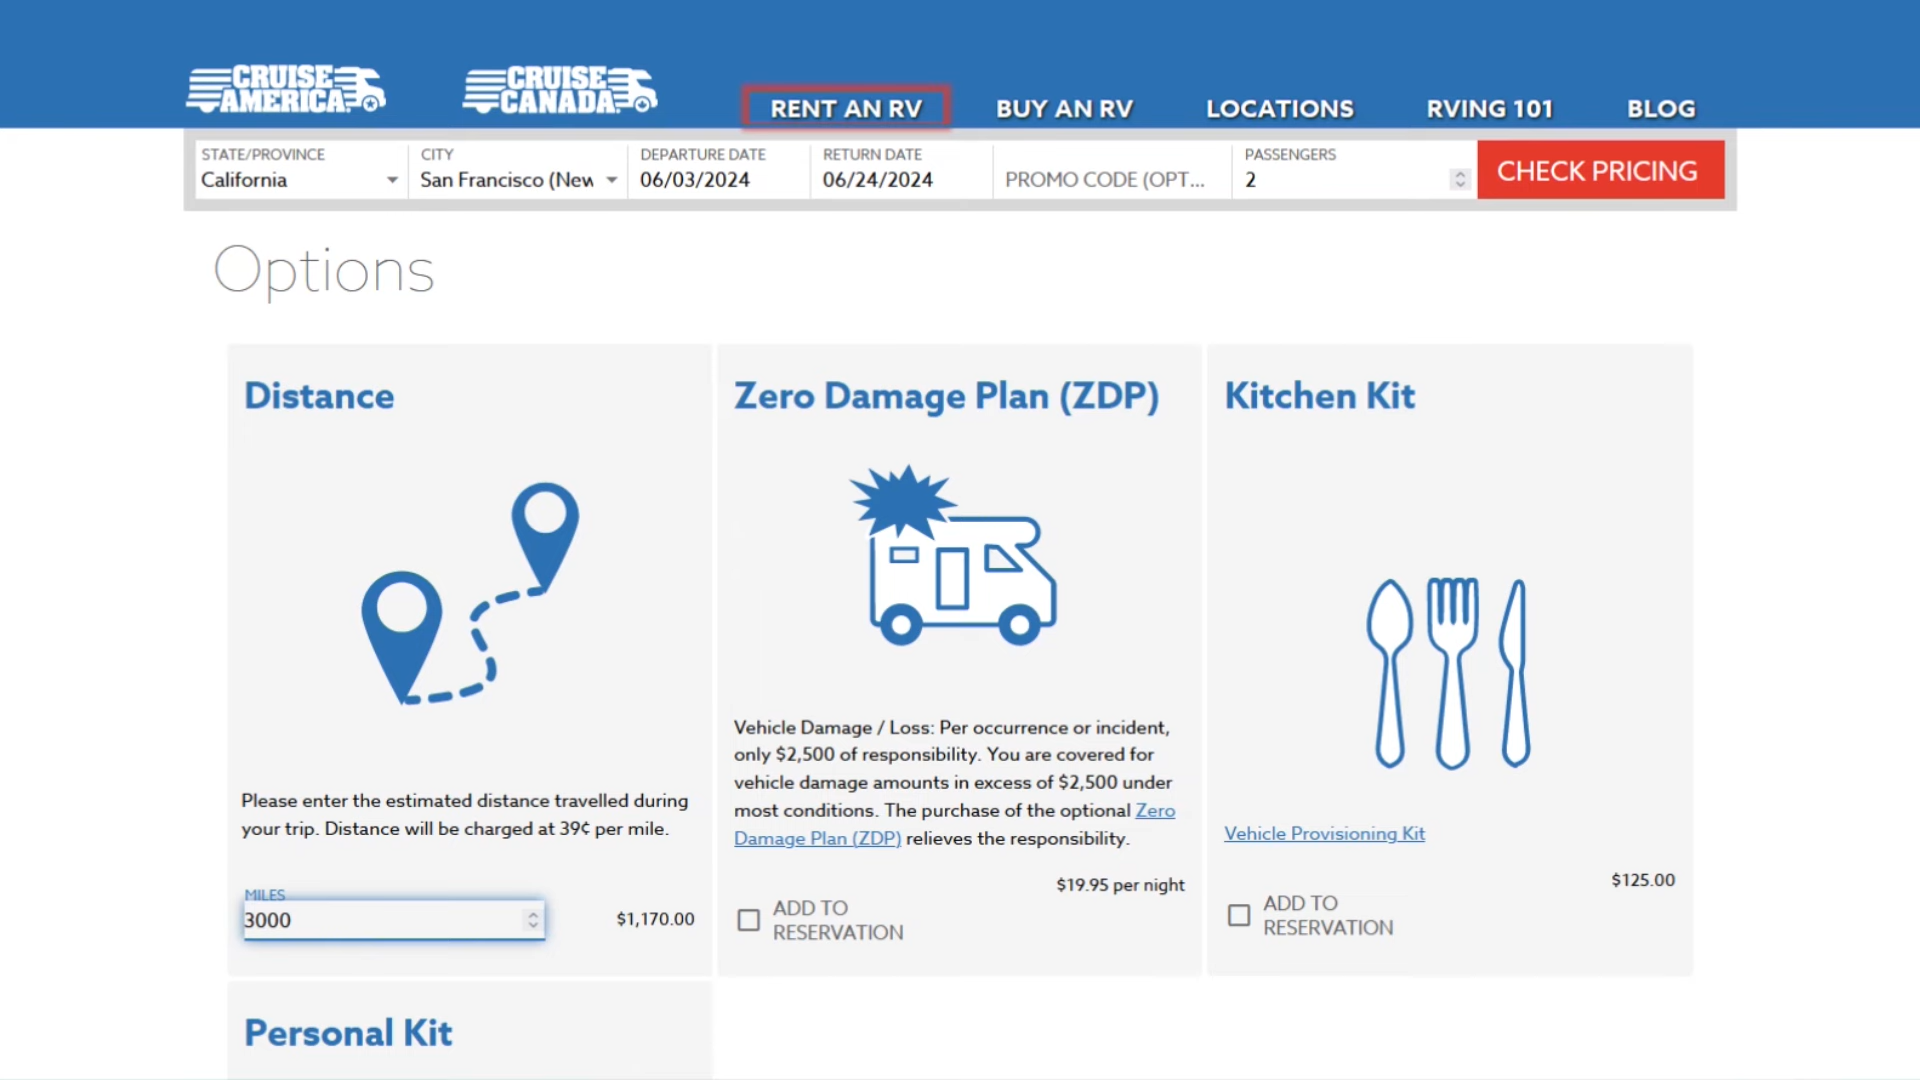 CRUISE AMERICA
CRUISE CANADA
RENT AN RV
BUY AN RV
LOCATIONS
RVING 101
BLOG
STATE/PROVINCE
California
CITY
San Francisco (New
DEPARTURE DATE
06/03/2024
RETURN DATE
06/24/2024
PROMO CODE (OPT...
PASSENGERS
2
CHECK PRICING
Options
Distance
Please enter the estimated distance travelled during
your trip. Distance will be charged at 39¢ per mile.
MILES
3000
$1,170.00
Zero Damage Plan (ZDP)
Vehicle Damage / Loss: Per occurrence or incident,
only $2,500 of responsibility. You are covered for
vehicle damage amounts in excess of $2,500 under
most conditions. The purchase of the optional Zero
Damage Plan (ZDP) relieves the responsibility.
$19.95 per night
ADD TO
RESERVATION
Kitchen Kit
Vehicle Provisioning Kit
$125.00
ADD TO
RESERVATION
Personal Kit